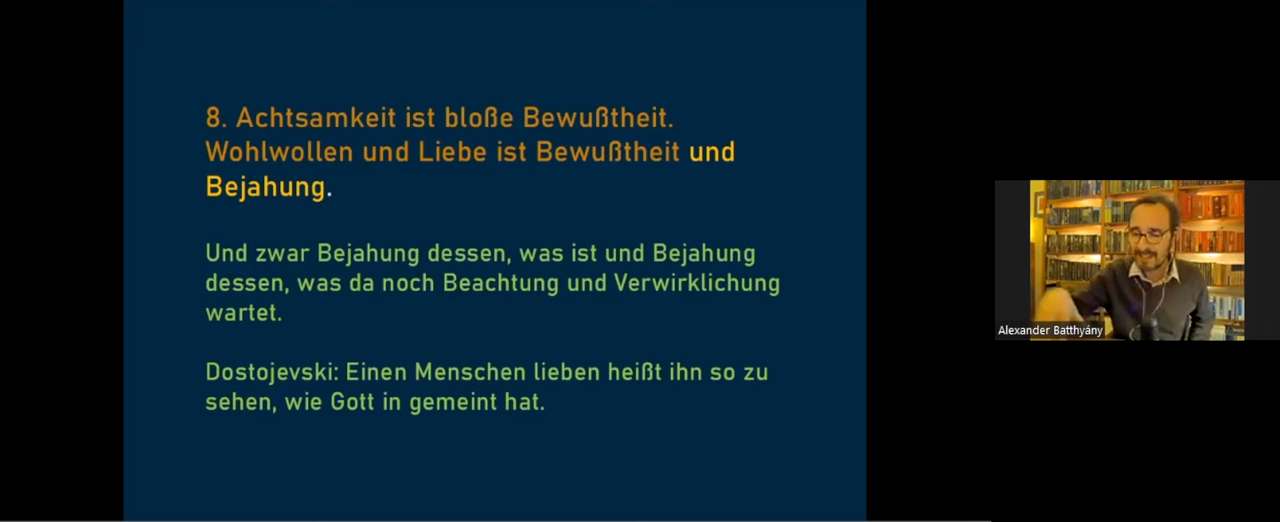 8. Achtsamkeit ist bloße Bewußtheit.
Wohlwollen und Liebe ist Bewußtheit und
Bejahung.
Und zwar Bejahung dessen, was ist und Bejahung
dessen, was da noch Beachtung und Verwirklichung
wartet.
Dostojevski: Einen Menschen lieben heißt ihn so zu
sehen, wie Gott in gemeint hat.
Alexander Batthyány